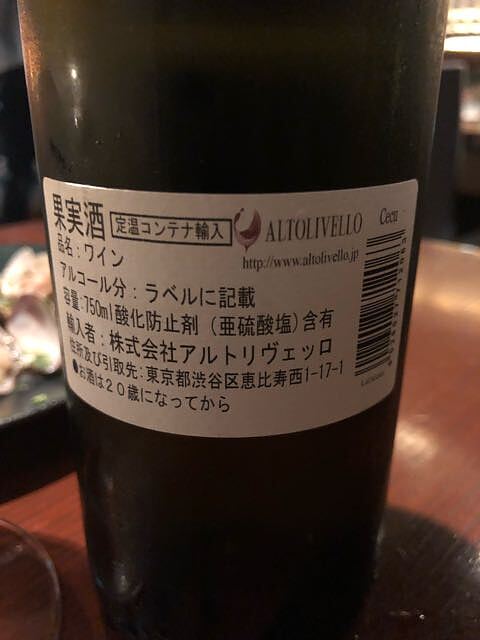 果実酒 定温コンテナ輸入 ALTOLIVELLO Cecu
http://www.altolivello.jp
品名：ワイン
アルコール分：ラベルに記載
容量:750ml 酸化防止剤（亜硫酸塩)含有
輸入者：株式会社アルトリヴェッロ
住所及び引取先:東京都渋谷区恵比寿西1-17-1
●お酒は２０歳になってから